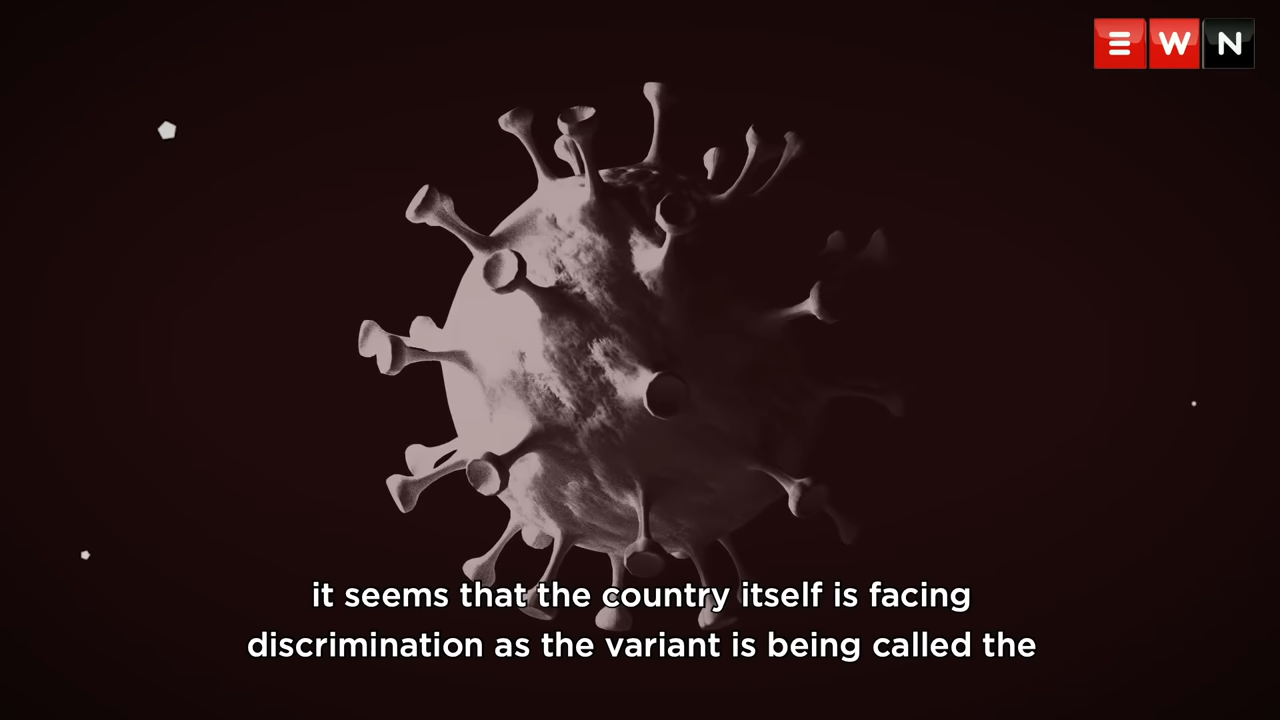 EWN
it seems that the country itself is facing
discrimination as the variant is being called the